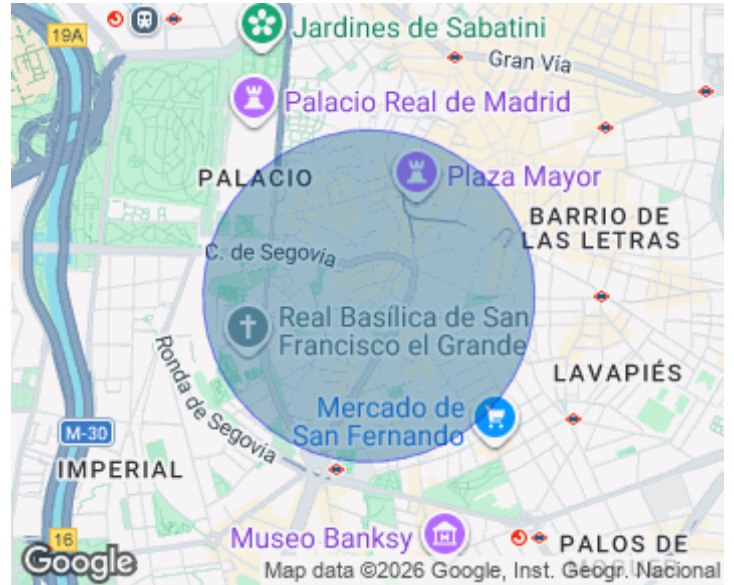 19A
Jardines de Sabatini
Gran Vía
Palacio Real de Madrid
PALACIO
Plaza Mayor
BARRIO DE
LAS LETRAS
C. de Segovia
Real Basílica de San
Francisco el Grande
Ronda de Segovia
LAVAPIÉS
Mercado de
San Fernando
M-30
IMPERIAL
16
Museo Banksy
PALOS DE
Google
Map data ©2026 Google, Inst. Geogr. Nacional